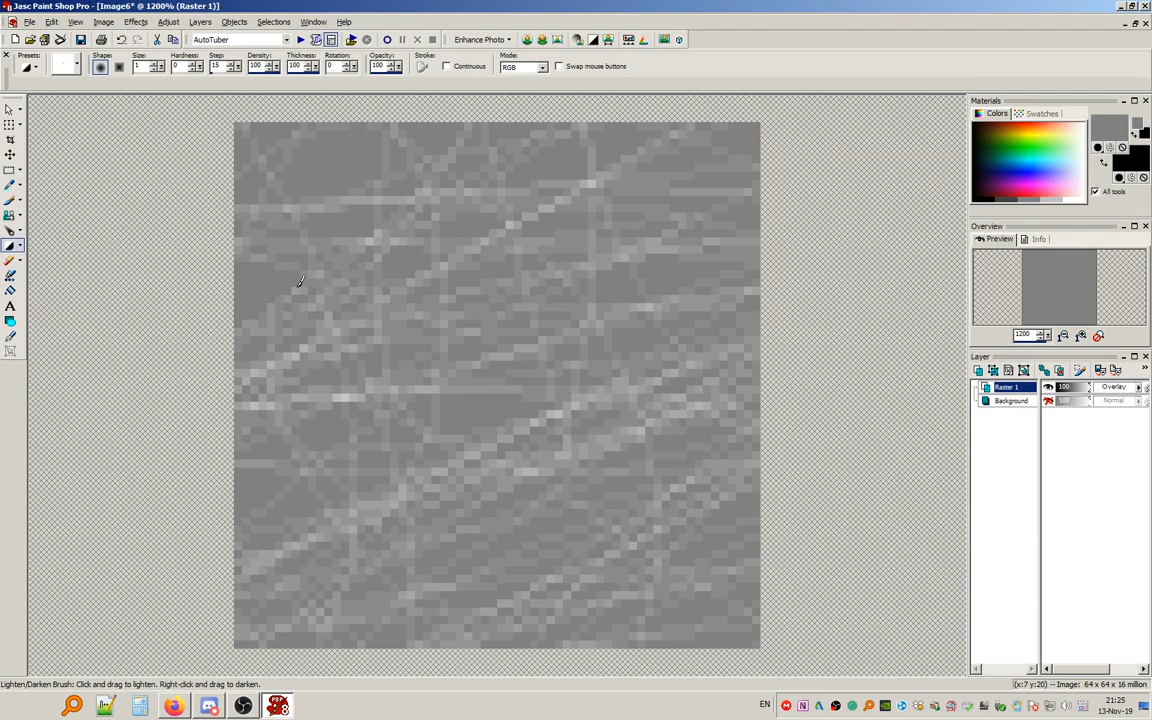 Jasc Paint Shop Pro - [Image6* @ 1200% (Raster 1)]
File Edit View Image Effects Adjust Layers Objects Selections Window Help
AutoTuber Enhance Photo
Presets: Shape: Size: Hardness: Step: Density: Thickness: Rotation: Opacity: Stroke: Mode:
1 0 15 100 100 0 100 Continuous RGB Swap mouse buttons
Materials
Colors Swatches
All tools
Overview
Preview Info
1200
Layer
Raster 1 100 Overlay
Background 100 Normal
Lighten/Darken Brush: Click and drag to lighten. Right-click and drag to darken.
(x:7 y:20) -- Image: 64 x 64 x 16 million
EN
21:25
13-Nov-19